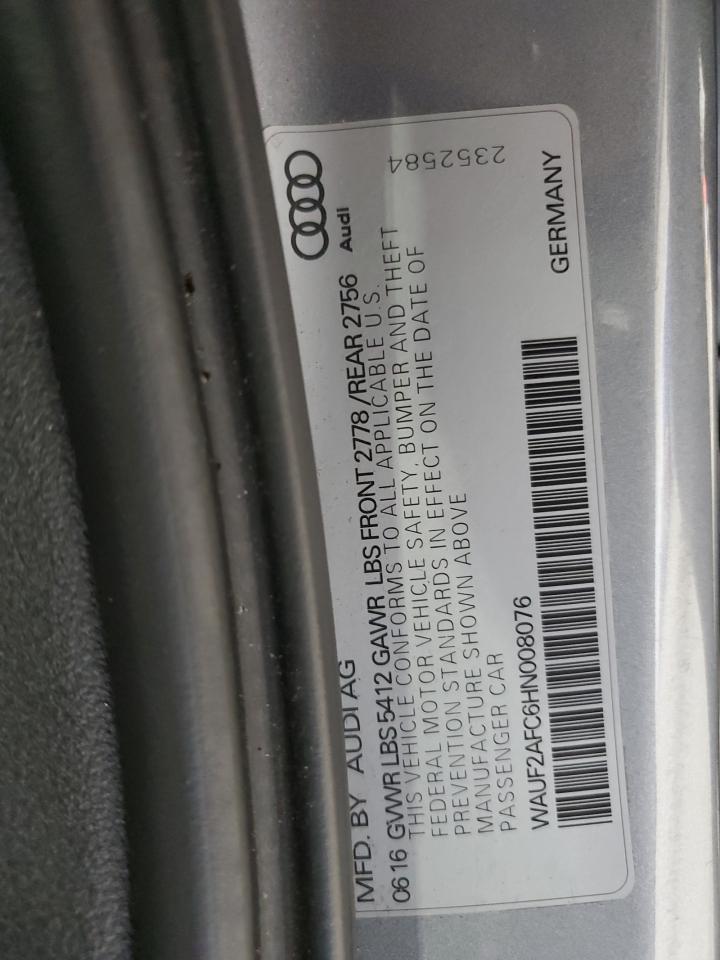 MFD. BY AUDI AG
06 16 GVWR LBS 5412 GAWR LBS FRONT 2778 /REAR 2756
THIS VEHICLE CONFORMS TO ALL APPLICABLE U.S.
FEDERAL MOTOR VEHICLE SAFETY, BUMPER AND THEFT
PREVENTION STANDARDS IN EFFECT ON THE DATE OF
MANUFACTURE SHOWN ABOVE
PASSENGER CAR
WAUF2AFC6HN008076
Audi
2352584
GERMANY